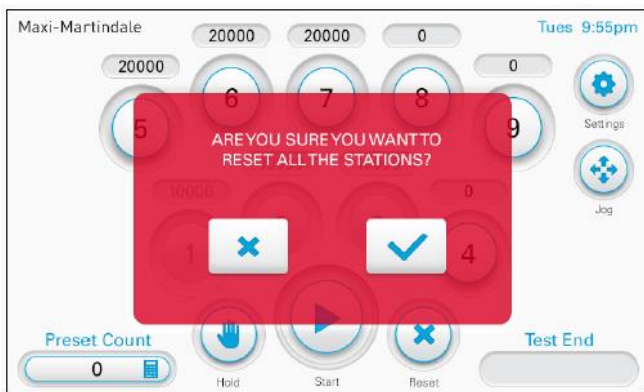 Maxi-Martindale
Tues 9:55pm
20000 20000 0
20000 0
6 7 8
5 9
Settings
ARE YOU SURE YOU WANT TO
RESET ALL THE STATIONS?
10000 0
Jog
1 4
Preset Count
Test End
0
Hold Start Reset